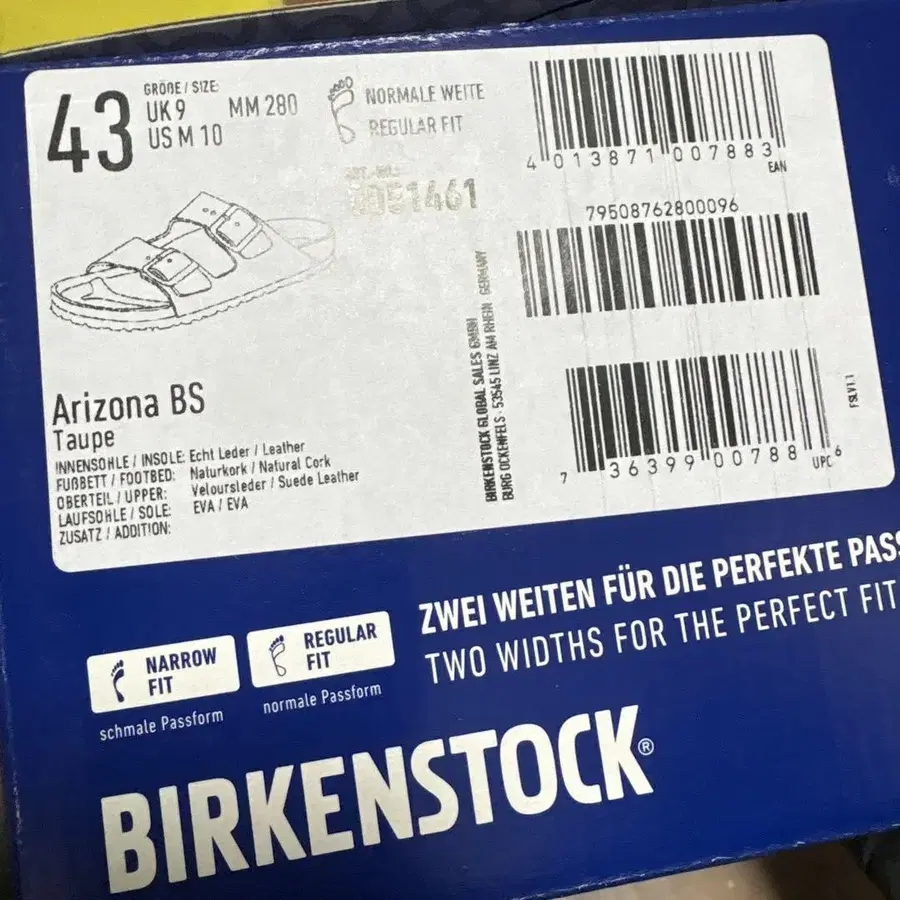 43
GRÖßE / SIZE:
UK 9 MM 280
US M 10
NORMALE WEITE
REGULAR FIT
51461
4 013871 007883
EAN
79508762800096
BIRKENSTOCK GLOBAL SALES GMBH
BURG OCKENFELS · 53545 LINZ AM RHEIN · GERMANY
7 36399 00788 6
UPC
FSLV1.1
Arizona BS
Taupe
INNENSOHLE / INSOLE: Echt Leder / Leather
FUßBETT / FOOTBED: Naturkork / Natural Cork
OBERTEIL / UPPER: Veloursleder / Suede Leather
LAUFSOHLE / SOLE: EVA / EVA
ZUSATZ / ADDITION:
NARROW
FIT
schmale Passform
REGULAR
FIT
normale Passform
ZWEI WEITEN FÜR DIE PERFEKTE PASS
TWO WIDTHS FOR THE PERFECT FIT
BIRKENSTOCK®